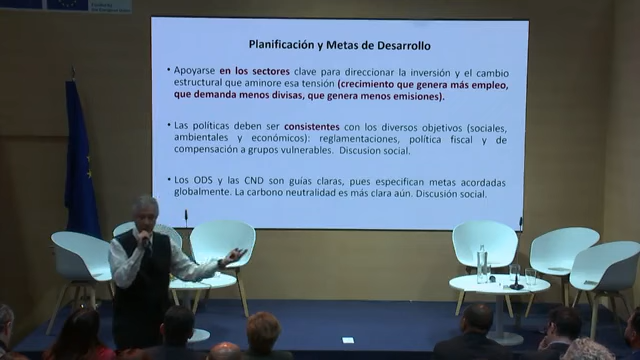 Planificación y Metas de Desarrollo
• Apoyarse en los sectores clave para direccionar la inversión y el cambio
estructural que aminore esa tensión (crecimiento que genera más empleo,
que demanda menos divisas, que genera menos emisiones).
• Las políticas deben ser consistentes con los diversos objetivos (sociales,
ambientales y económicos): reglamentaciones, política fiscal y de
compensación a grupos vulnerables. Discusion social.
• Los ODS y las CND son guías claras, pues especifican metas acordadas
globalmente. La carbono neutralidad es más clara aún. Discusión social.